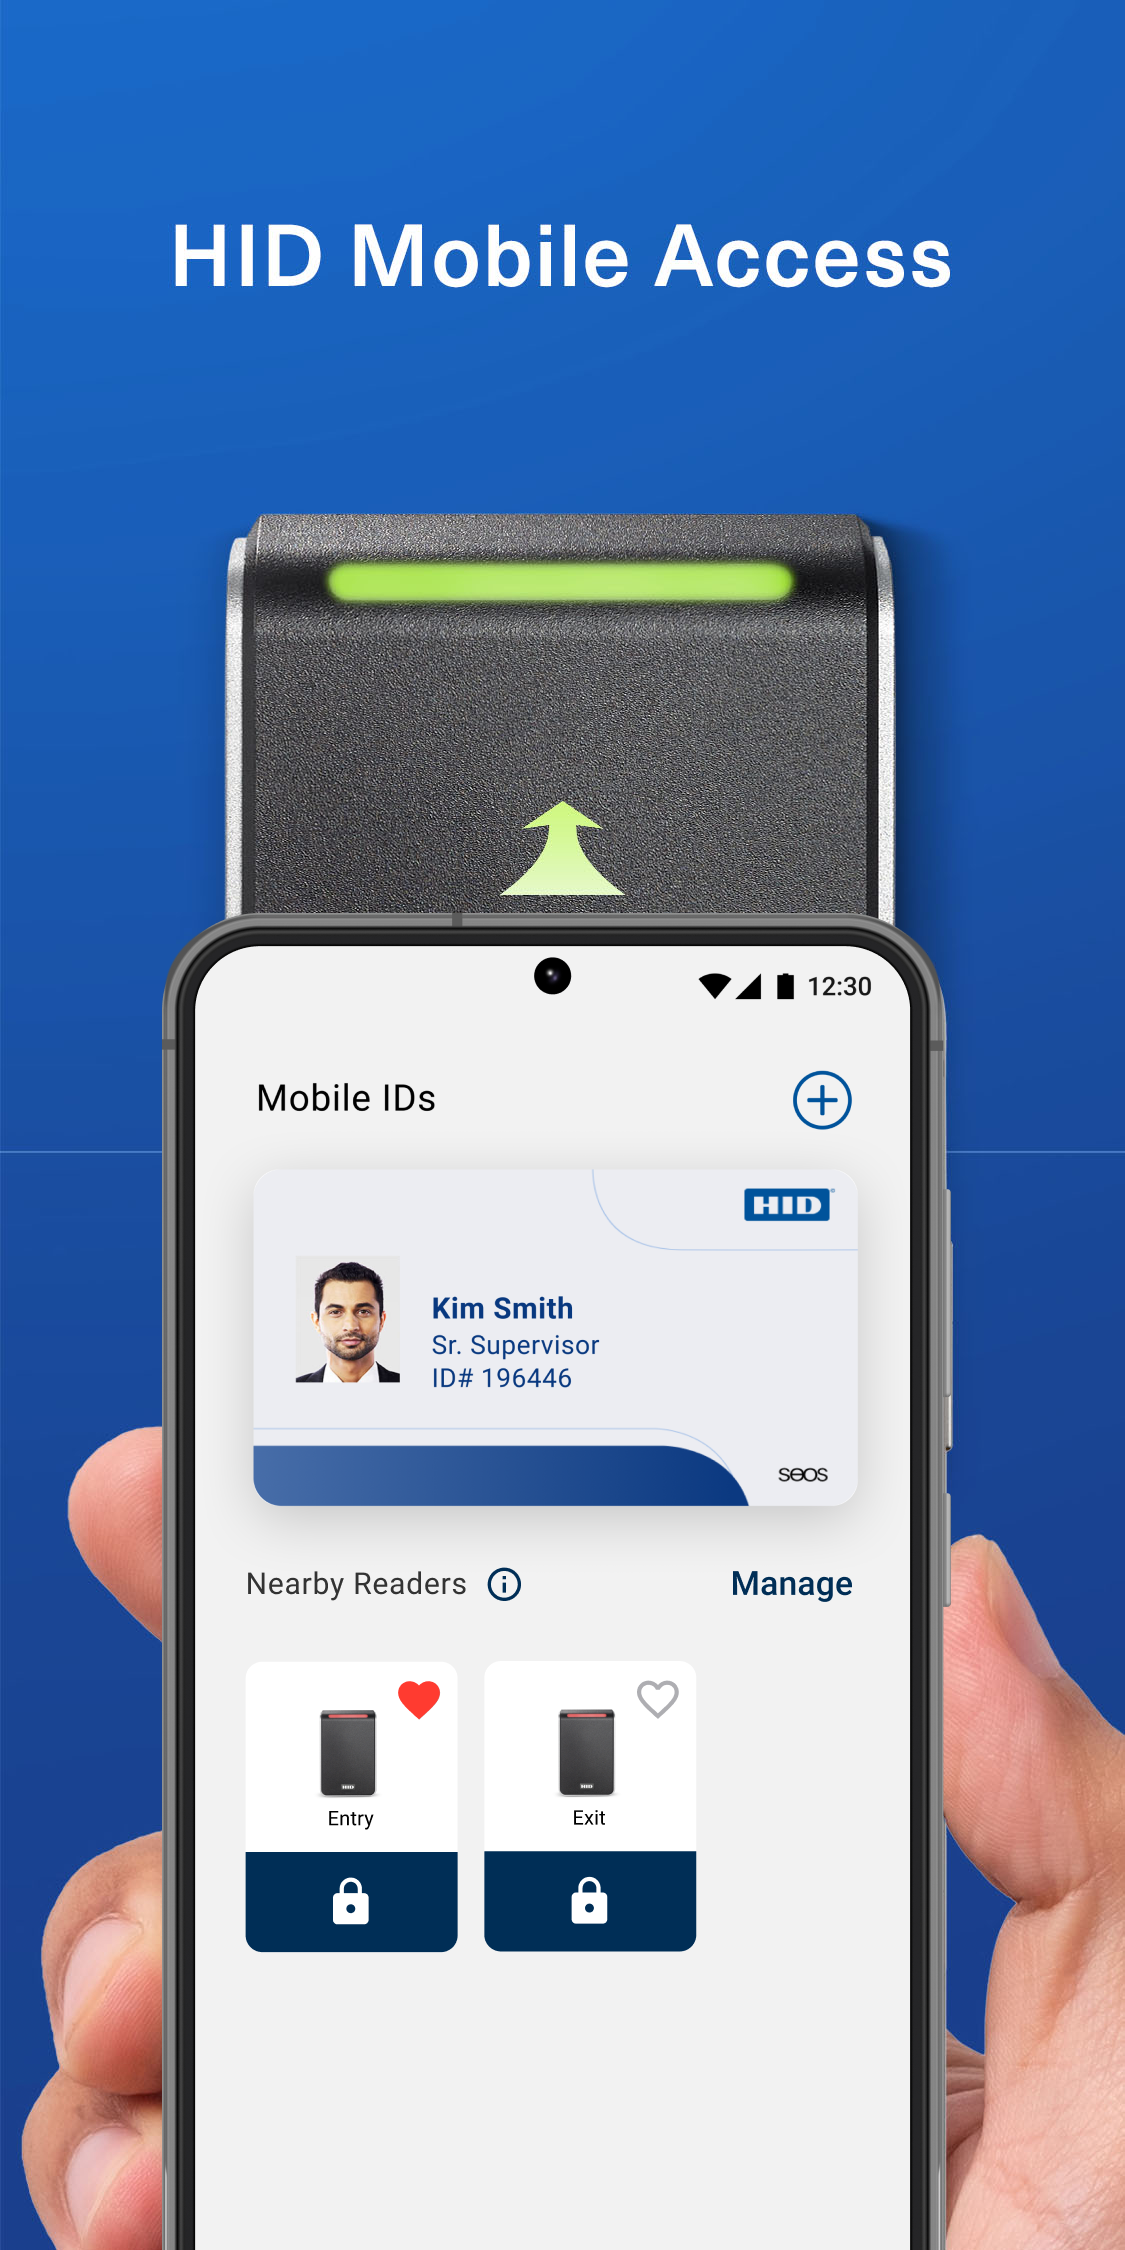 HID Mobile Access
12:30
Mobile IDs
HID
Kim Smith
Sr. Supervisor
ID# 196446
seos
Nearby Readers
Manage
Entry
Exit